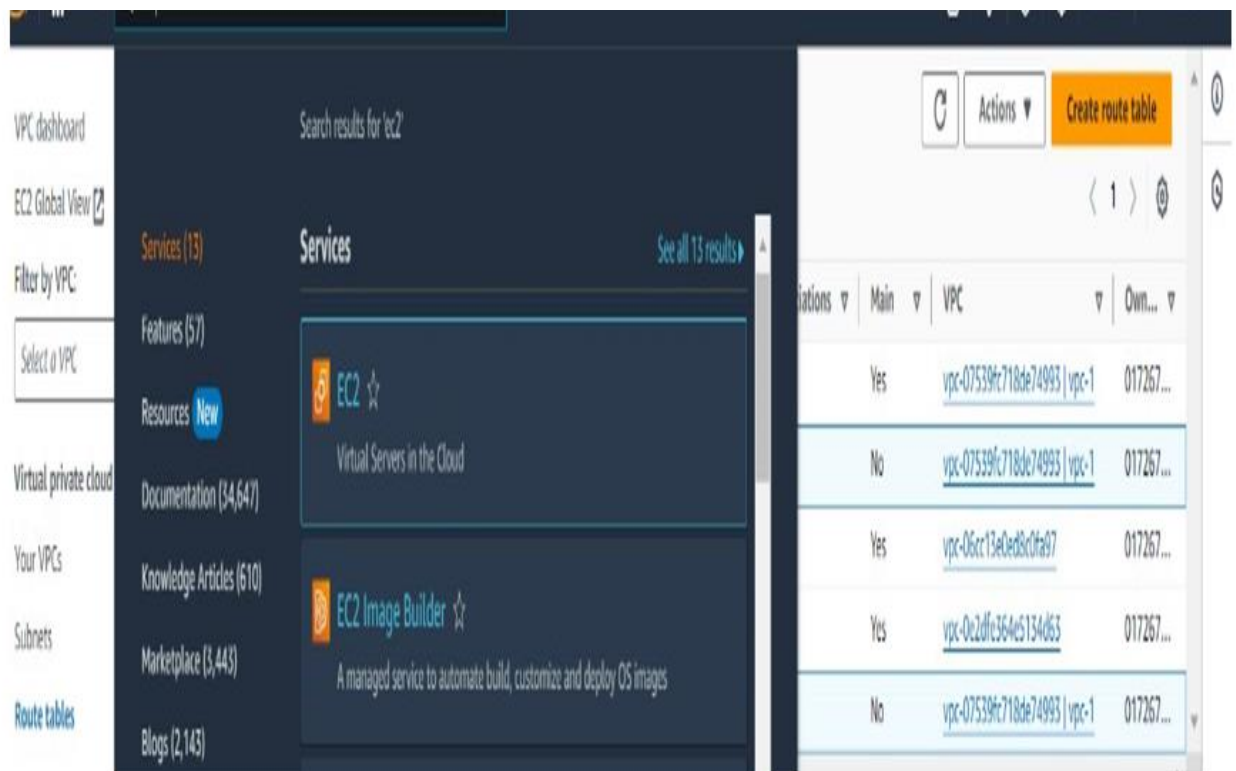 VPC dashboard
EC2 Global View
Filter by VPC:
Select a VPC
Virtual private cloud
Your VPCs
Subnets
Route tables
Search results for 'ec2'
Services (13)
Features (57)
Resources New
Documentation (34,647)
Knowledge Articles (610)
Marketplace (3,443)
Blogs (2,143)
Services
See all 13 results
EC2
Virtual Servers in the Cloud
EC2 Image Builder
A managed service to automate build, customize and deploy OS images
Actions
Create route table
1
iations Main VPC Own...
Yes vpc-07539fc718de74993 | vpc-1 017267...
No vpc-07539fc718de74993 | vpc-1 017267...
Yes vpc-06cc13e0ed8c0fa97 017267...
Yes vpc-0e2dfe364e5134d63 017267...
No vpc-07539fc718de74993 | vpc-1 017267...